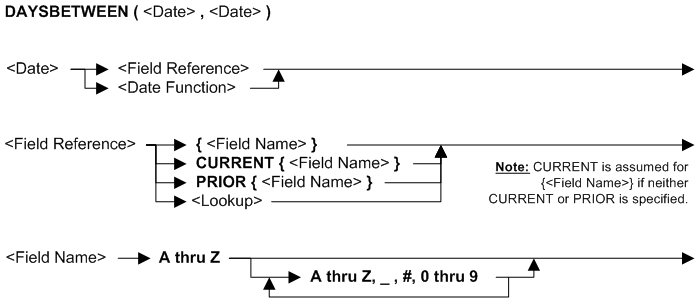 DAYSBETWEEN ( <Date> , <Date> )
<Date> <Field Reference>
<Date Function>
<Field Reference> { <Field Name> }
CURRENT { <Field Name> }
PRIOR { <Field Name> }
<Lookup>
Note: CURRENT is assumed for
{<Field Name>} if neither
CURRENT or PRIOR is specified.
<Field Name> A thru Z
A thru Z, _ , #, 0 thru 9